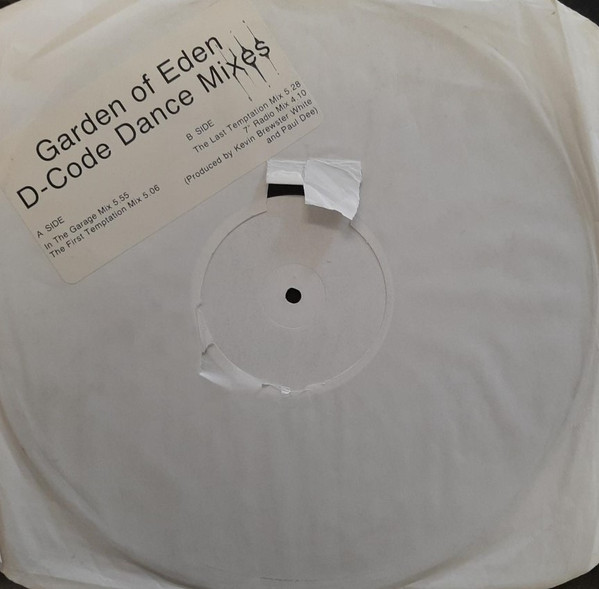 Garden of Eden
D-Code Dance Mixes
A SIDE
In The Garage Mix 5.55
The First Temptation Mix 5.06
B SIDE
The Last Temptation Mix 5.28
7" Radio Mix 4.10
(Produced by Kevin Brewster White
and Paul Dee)